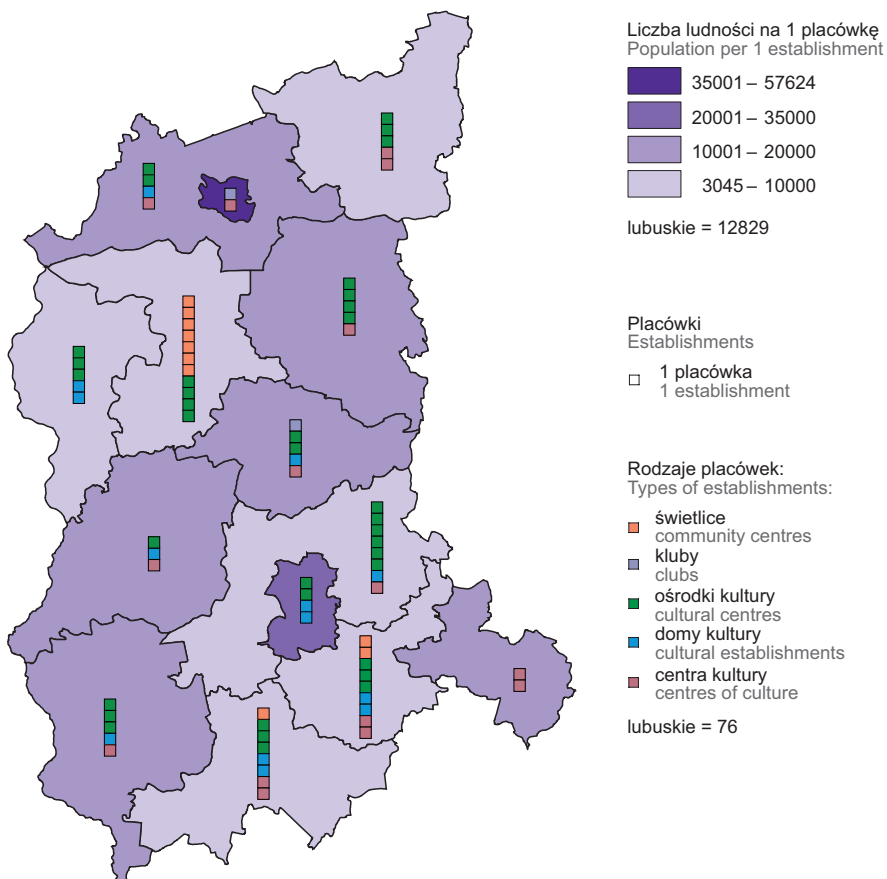 Liczba ludności na 1 placówkę
Population per 1 establishment
35001 – 57624
20001 – 35000
10001 – 20000
3045 – 10000
lubuskie = 12829
Placówki
Establishments
1 placówka
1 establishment
Rodzaje placówek:
Types of establishments:
świetlice
community centres
kluby
clubs
ośrodki kultury
cultural centres
domy kultury
cultural establishments
centra kultury
centres of culture
lubuskie = 76